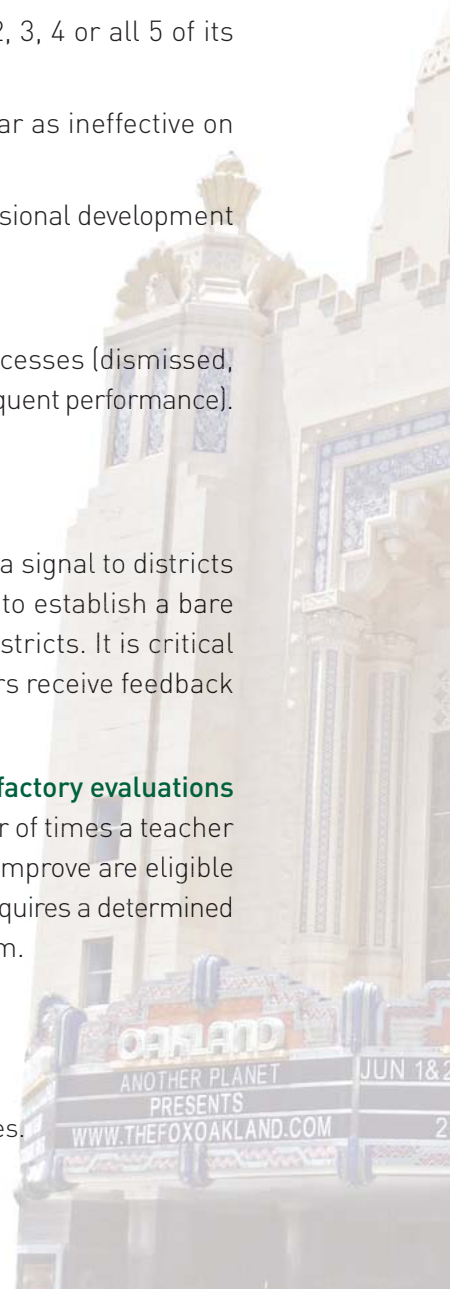 2, 3, 4 or all 5 of its
ar as ineffective on
sional development
cesses (dismissed,
quent performance).
a signal to districts
to establish a bare
stricts. It is critical
rs receive feedback
factory evaluations
r of times a teacher
improve are eligible
quires a determined
m.
es.
OAKLAND
ANOTHER PLANET
PRESENTS
WWW.THEFOXOAKLAND.COM
JUN 1&2
2